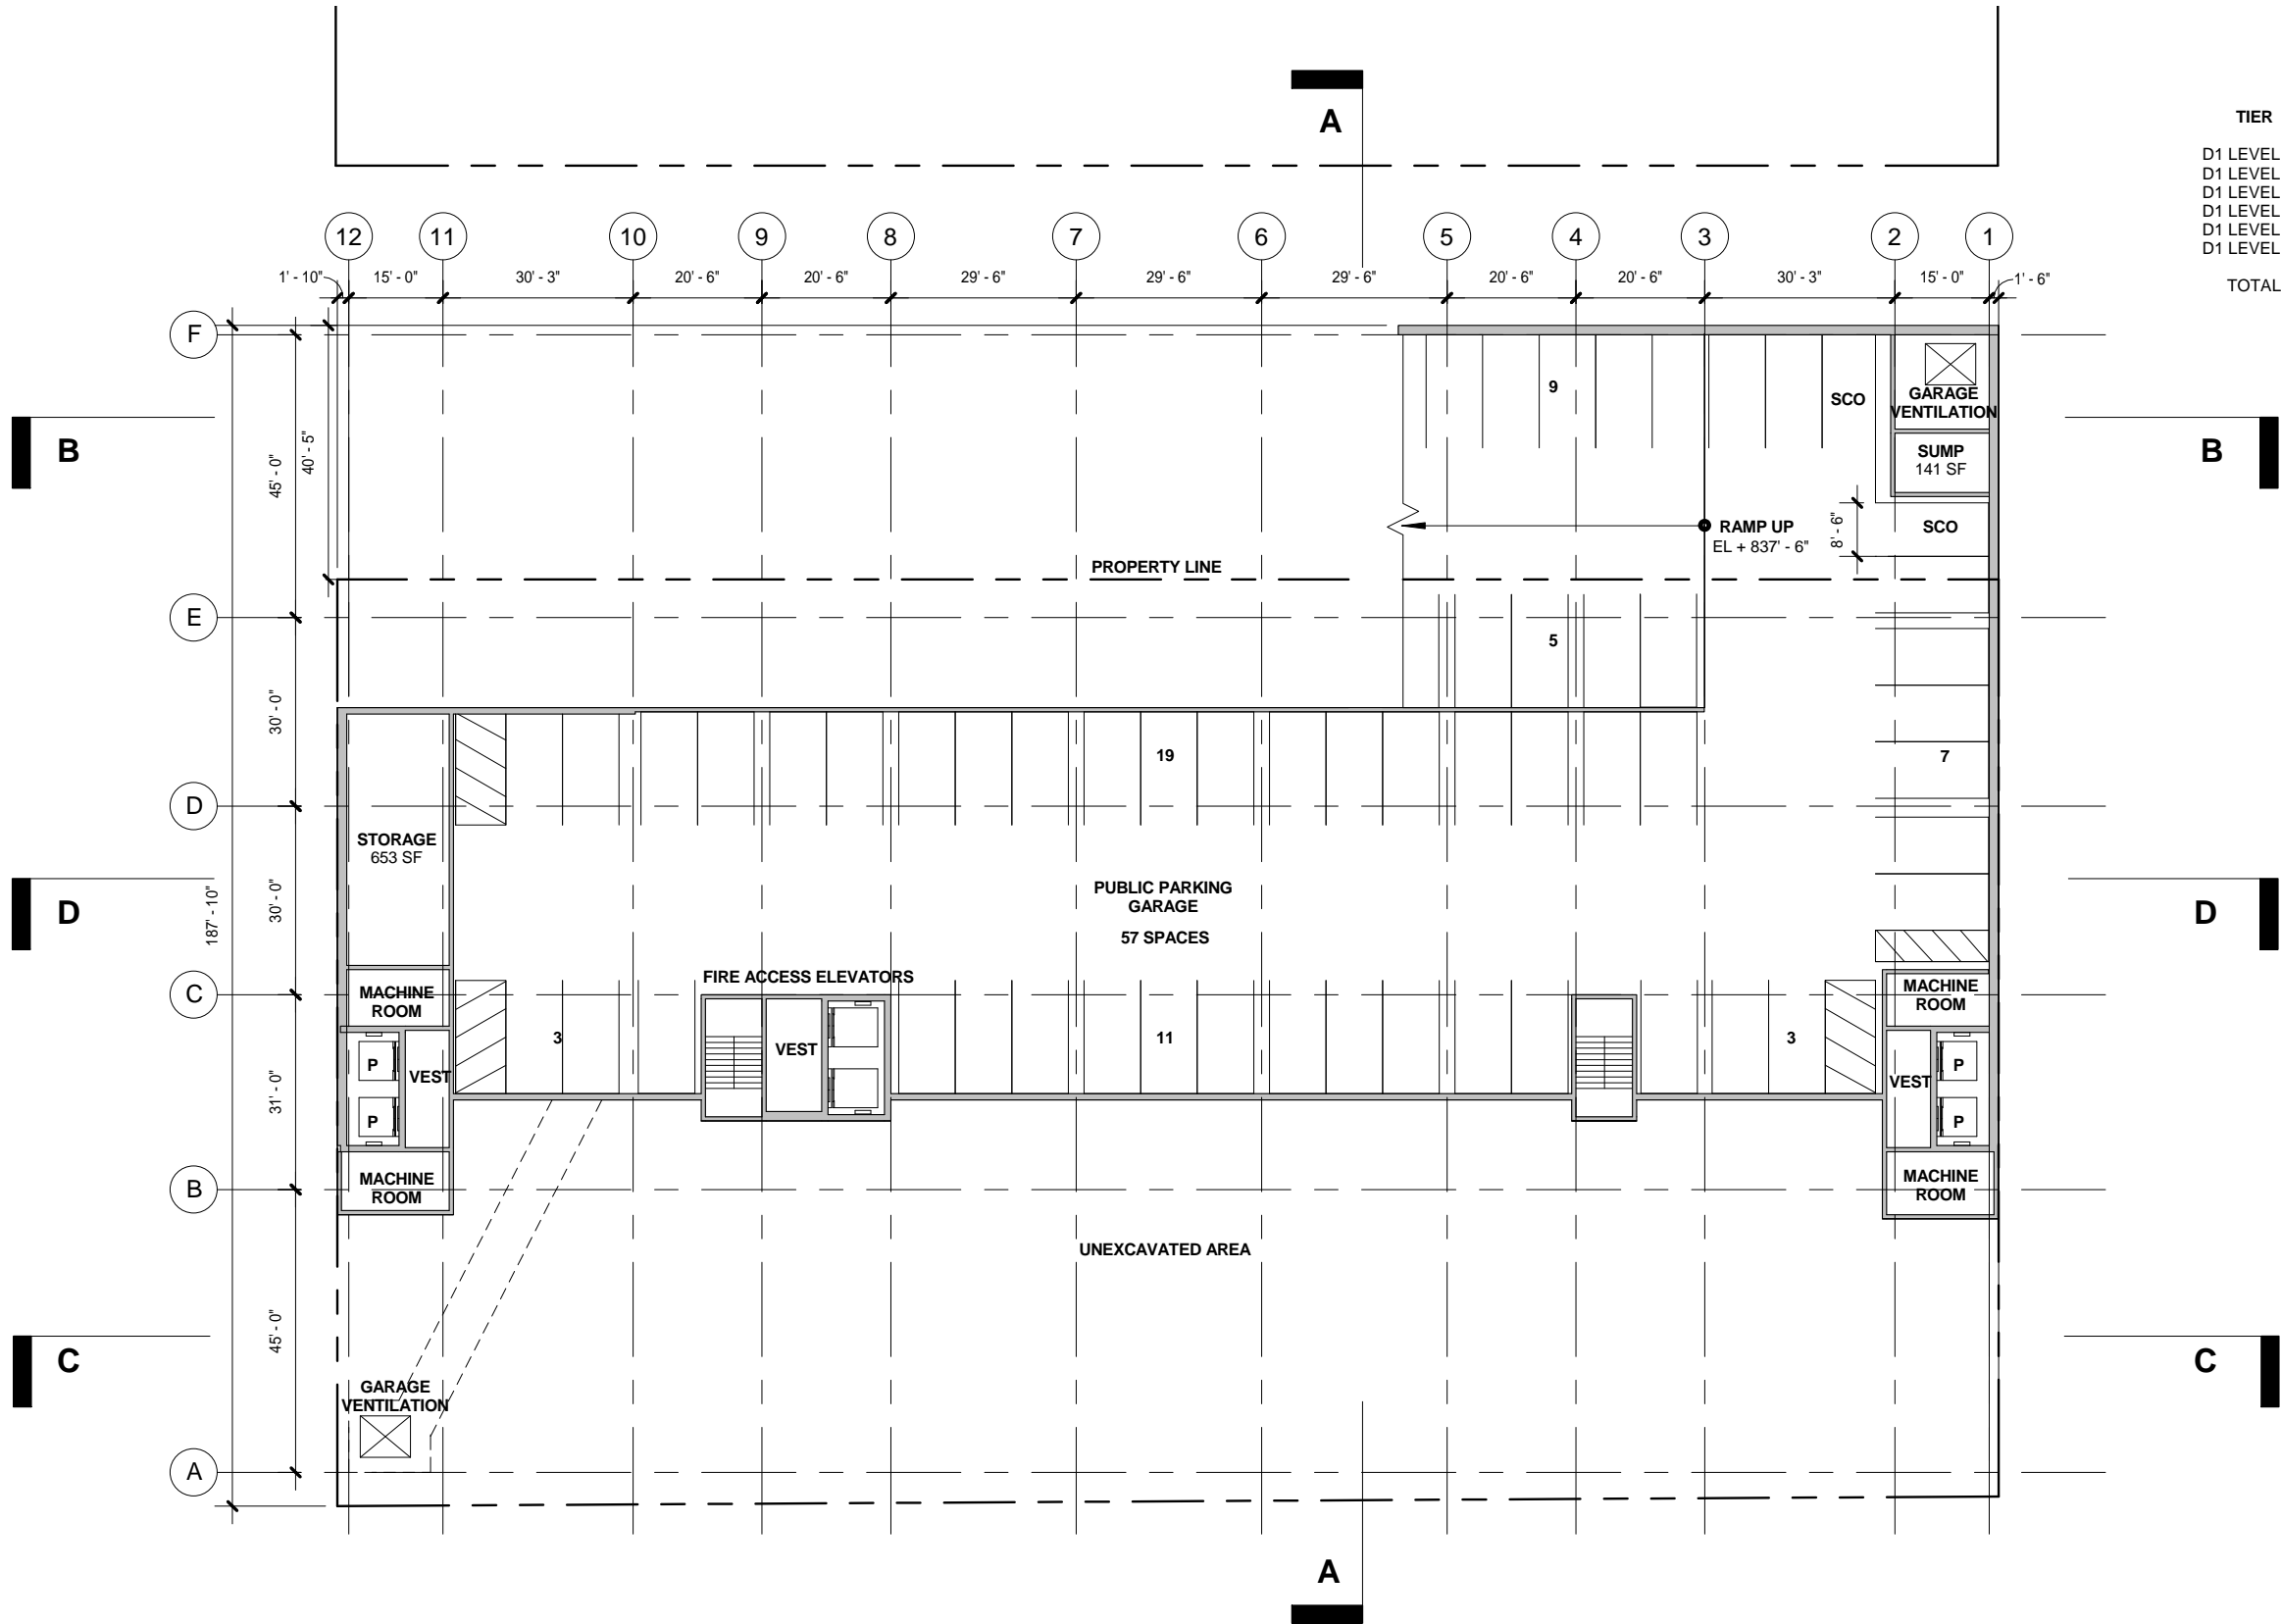 A
TIER
D1 LEVEL
D1 LEVEL
D1 LEVEL
D1 LEVEL
D1 LEVEL
D1 LEVEL
TOTAL
12 11 10 9 8 7 6 5 4 3 2 1
1' - 10" 15' - 0" 30' - 3" 20' - 6" 20' - 6" 29' - 6" 29' - 6" 29' - 6" 20' - 6" 20' - 6" 30' - 3" 15' - 0" 1' - 6"
F
9
SCO
GARAGE
VENTILATION
B
45' - 0"
40' - 5"
SUMP
141 SF
B
RAMP UP
EL + 837' - 6"
8' - 6"
SCO
PROPERTY LINE
E
5
30' - 0"
19
7
D
STORAGE
653 SF
D
187' - 10"
30' - 0"
PUBLIC PARKING
GARAGE
57 SPACES
D
FIRE ACCESS ELEVATORS
C
MACHINE
ROOM
MACHINE
ROOM
31' - 0"
P
P
VEST
3
VEST
11
3
VEST
P
P
B
MACHINE
ROOM
MACHINE
ROOM
UNEXCAVATED AREA
45' - 0"
C
C
GARAGE
VENTILATION
A
A